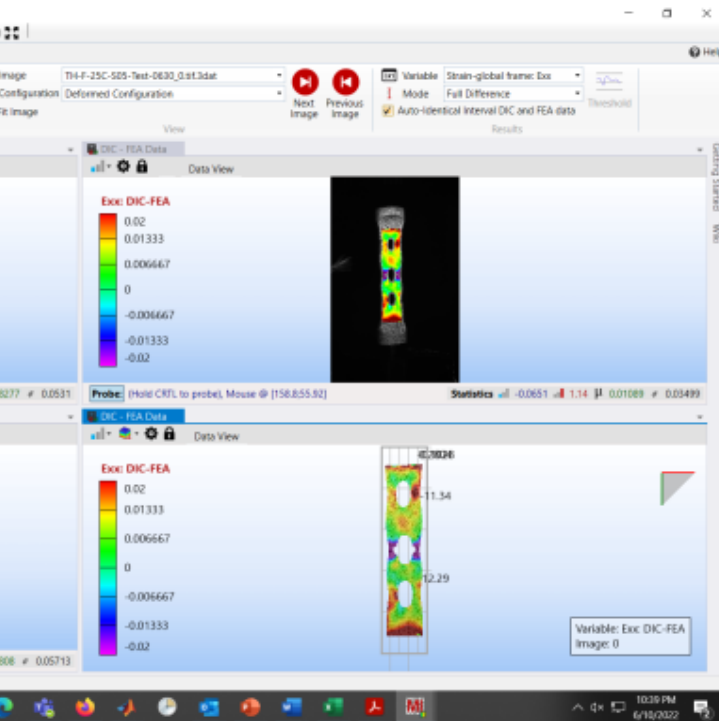 Help
Image TH-F-25C-S05-Test-0630_0.tif.3dat
Configuration Deformed Configuration
Fit Image
Next Image
Previous Image
View
Variable Strain-global frame: Exx
Mode Full Difference
Auto-Identical Interval DIC and FEA data
Threshold
Results
Getting Started
DIC - FEA Data
Data View
Exx: DIC-FEA
0.02
0.01333
0.006667
0
-0.006667
-0.01333
-0.02
8277 0.0531
Probe: (Hold CRTL to probe), Mouse @ [158.8:55.92]
Statistics -0.0651 1.14 μ 0.01089 0.03499
DIC - FEA Data
Data View
Exx: DIC-FEA
0.02
0.01333
0.006667
0
-0.006667
-0.01333
-0.02
-11.34
12.29
Variable: Exx: DIC-FEA
Image: 0
808 0.05713
10:39 PM
6/10/2022